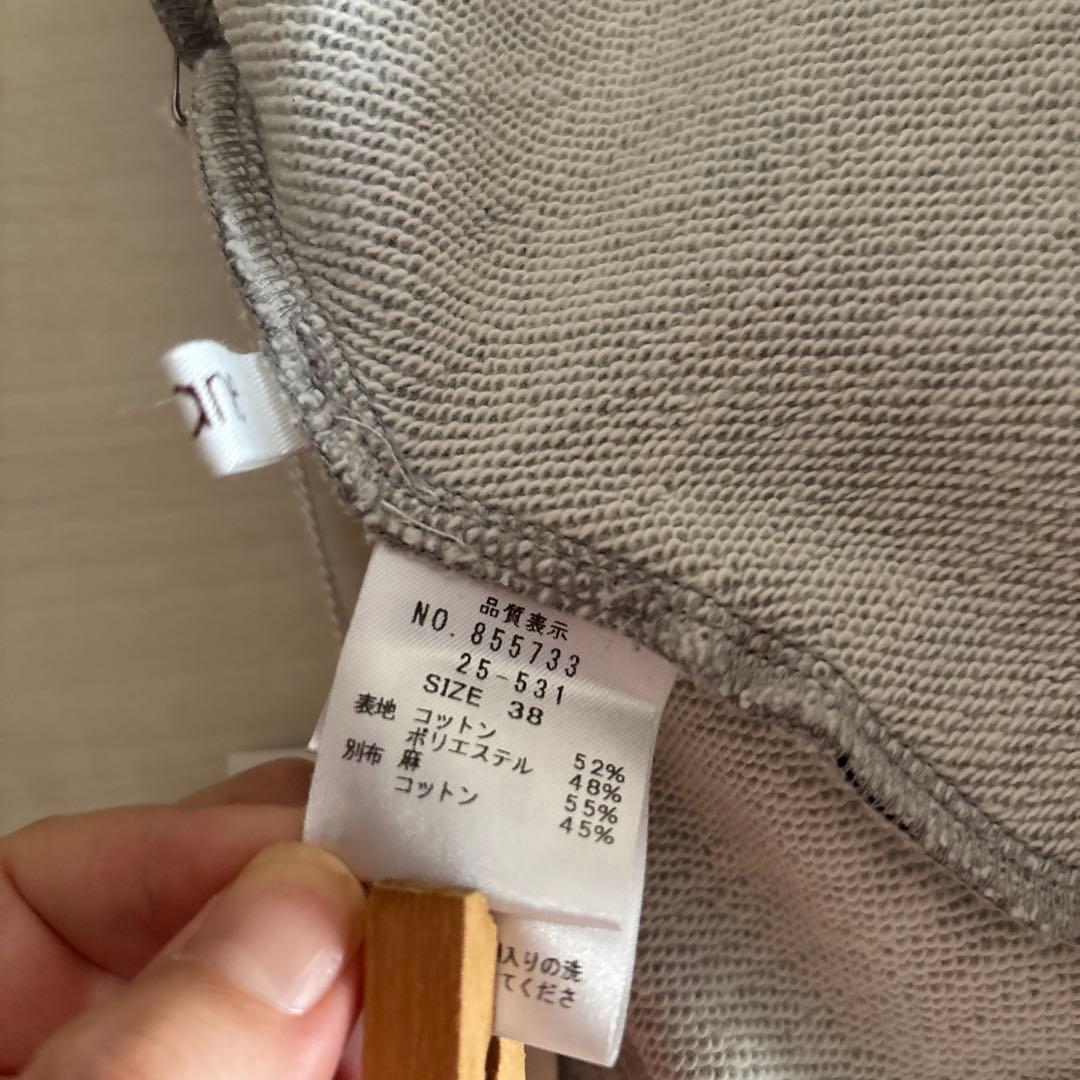 品質表示
NO. 855733
25-531
SIZE 38
表地 コットン 52%
ポリエステル 48%
別布 麻 55%
コットン 45%
入りの洗
てくださ